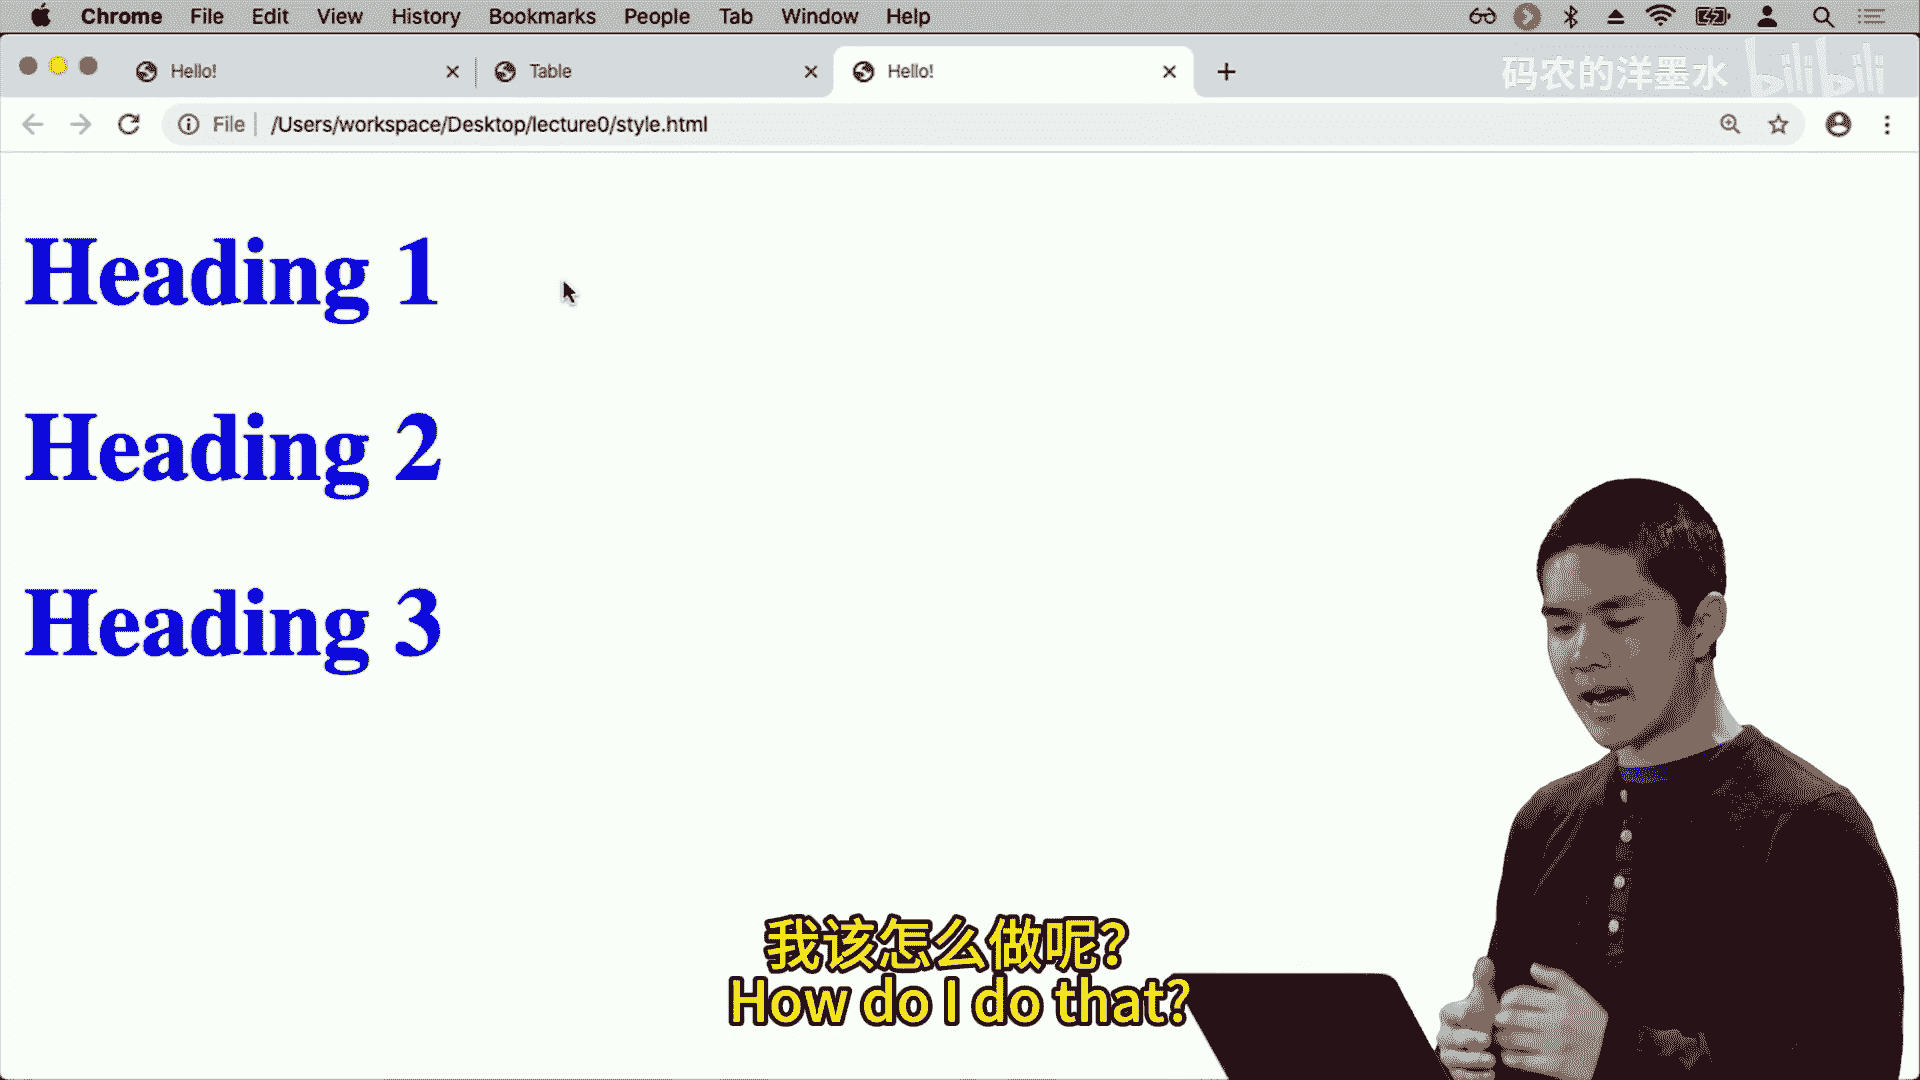 Chrome File Edit View History Bookmarks People Tab Window Help
Hello! Table Hello!
码农的洋墨水 bilibili
File /Users/workspace/Desktop/lecture0/style.html
Heading 1
Heading 2
Heading 3
我该怎么做呢?
How do I do that?